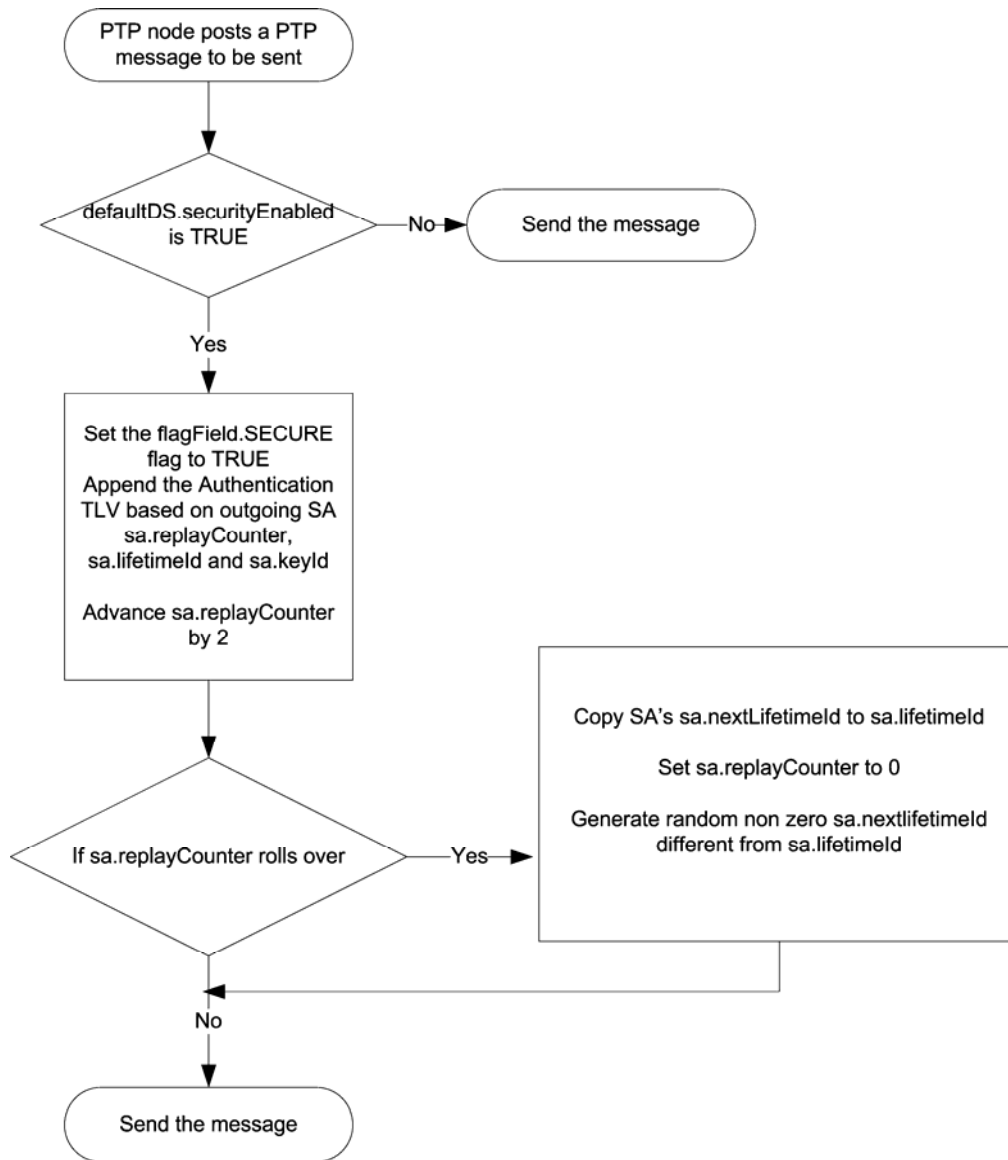 PTP node posts a PTP
message to be sent
defaultDS.securityEnabled
is TRUE
No
Send the message
Yes
Set the flagField.SECURE
flag to TRUE
Append the Authentication
TLV based on outgoing SA
sa.replayCounter,
sa.lifetimeId and sa.keyId
Advance sa.replayCounter
by 2
Copy SA's sa.nextLifetimeId to sa.lifetimeId
Set sa.replayCounter to 0
Generate random non zero sa.nextlifetimeId
different from sa.lifetimeId
If sa.replayCounter rolls over
Yes
No
Send the message